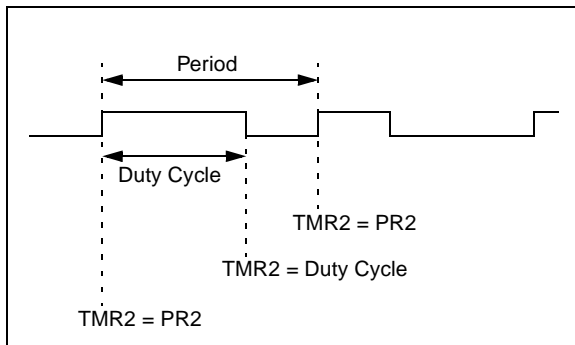 Period
Duty Cycle
TMR2 = PR2
TMR2 = Duty Cycle
TMR2 = PR2